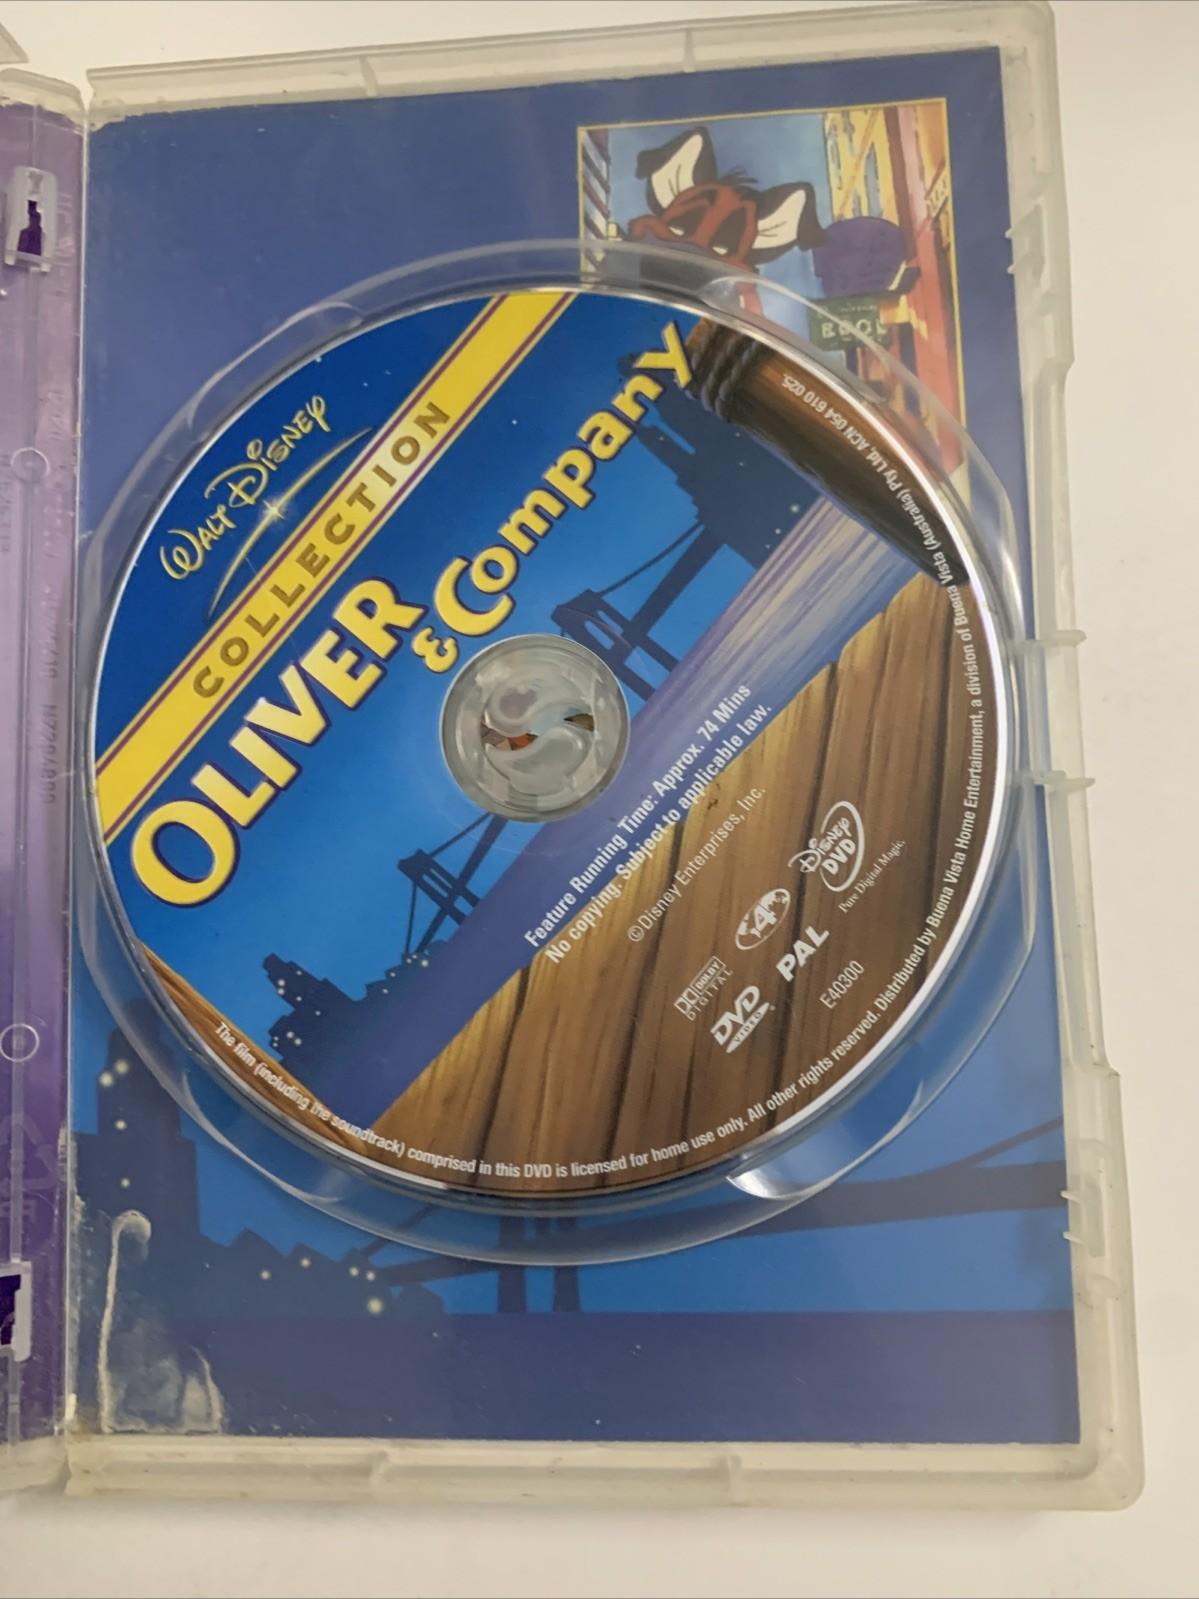 WALT DISNEY
COLLECTION
OLIVER
& Company
Feature Running Time: Approx. 74 Mins
No copying. Subject to applicable law.
©Disney Enterprises, Inc.
DISNEY
DVD
Pure Digital Magic.
4
DOLBY
DIGITAL
PAL
DVD
VIDEO
E40300
The film (including the soundtrack) comprised in this DVD is licensed for home use only. All other rights reserved. Distributed by Buena Vista Home Entertainment, a division of Buena Vista (Australia) Pty Ltd, ACN 054 610 025.